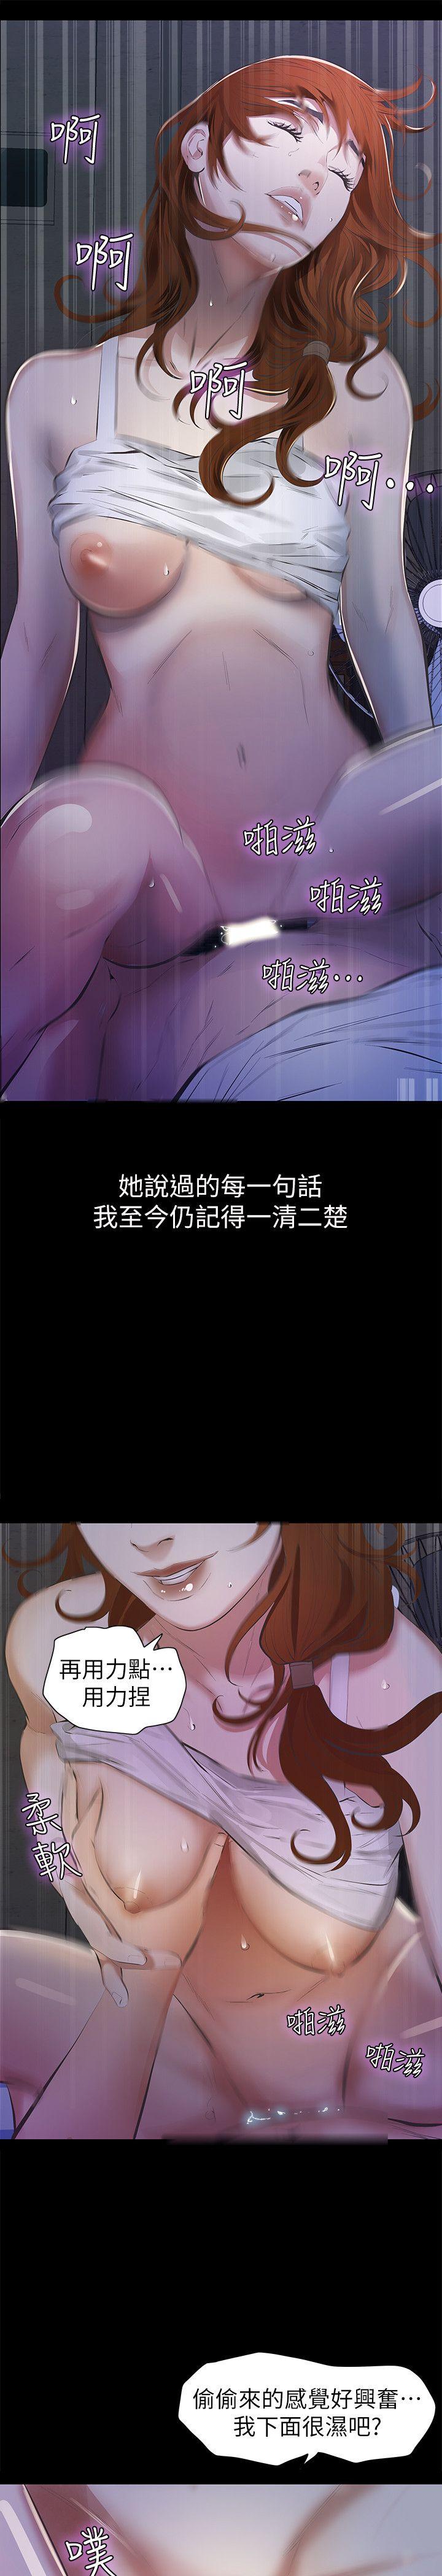 啊
啊
啊
啊...
啪滋
啪滋
啪滋...
她說過的每一句話
我至今仍記得一清二楚
再用力點...
用力捏
柔軟
啪滋
啪滋
偷偷來的感覺好興奮...
我下面很濕吧?
噗